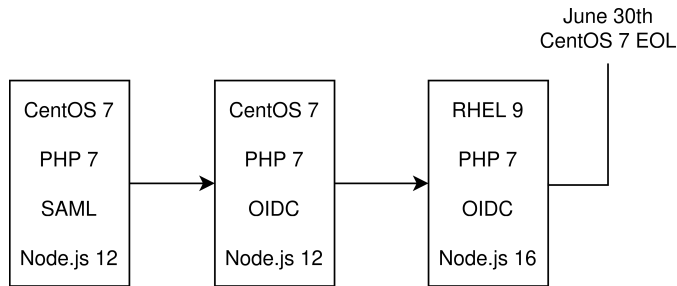 June 30th
CentOS 7 EOL
CentOS 7
PHP 7
SAML
Node.js 12
CentOS 7
PHP 7
OIDC
Node.js 12
RHEL 9
PHP 7
OIDC
Node.js 16